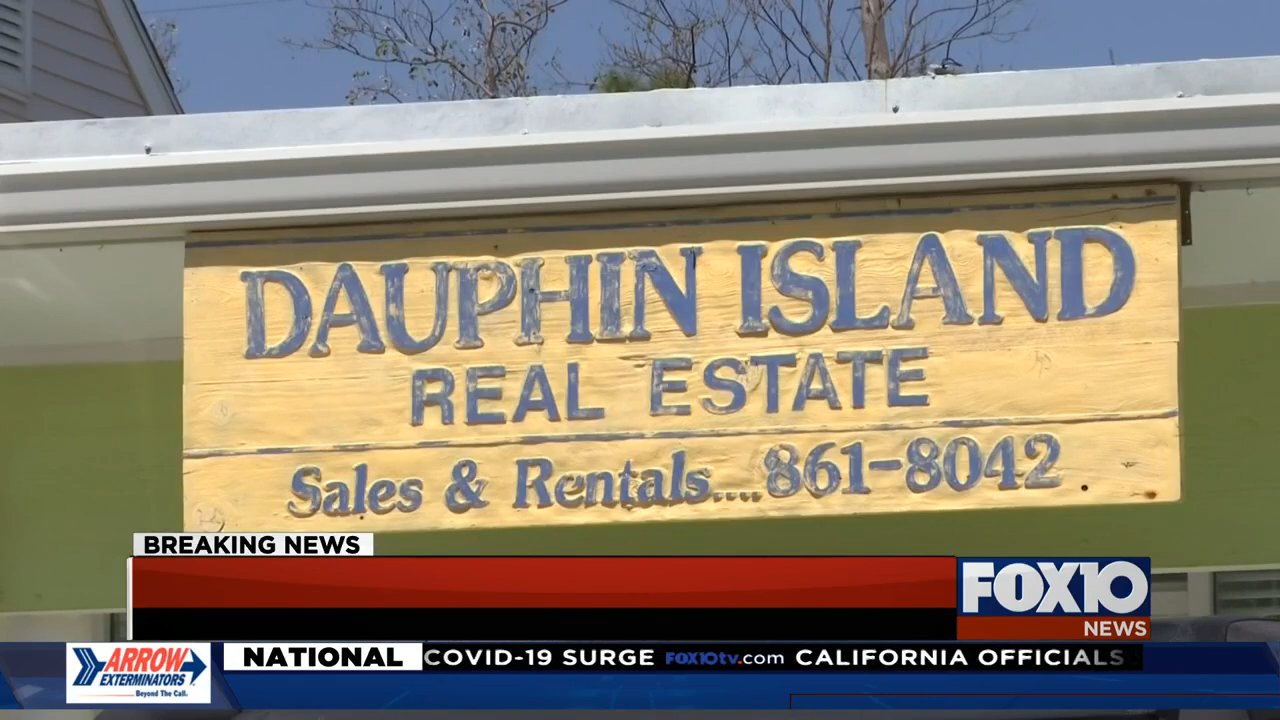 DAUPHIN ISLAND
REAL ESTATE
Sales & Rentals....861-8042
BREAKING NEWS
FOX10
NEWS
ARROW
EXTERMINATORS
Beyond The Call.
NATIONAL COVID-19 SURGE FOX10tv.com CALIFORNIA OFFICIALS